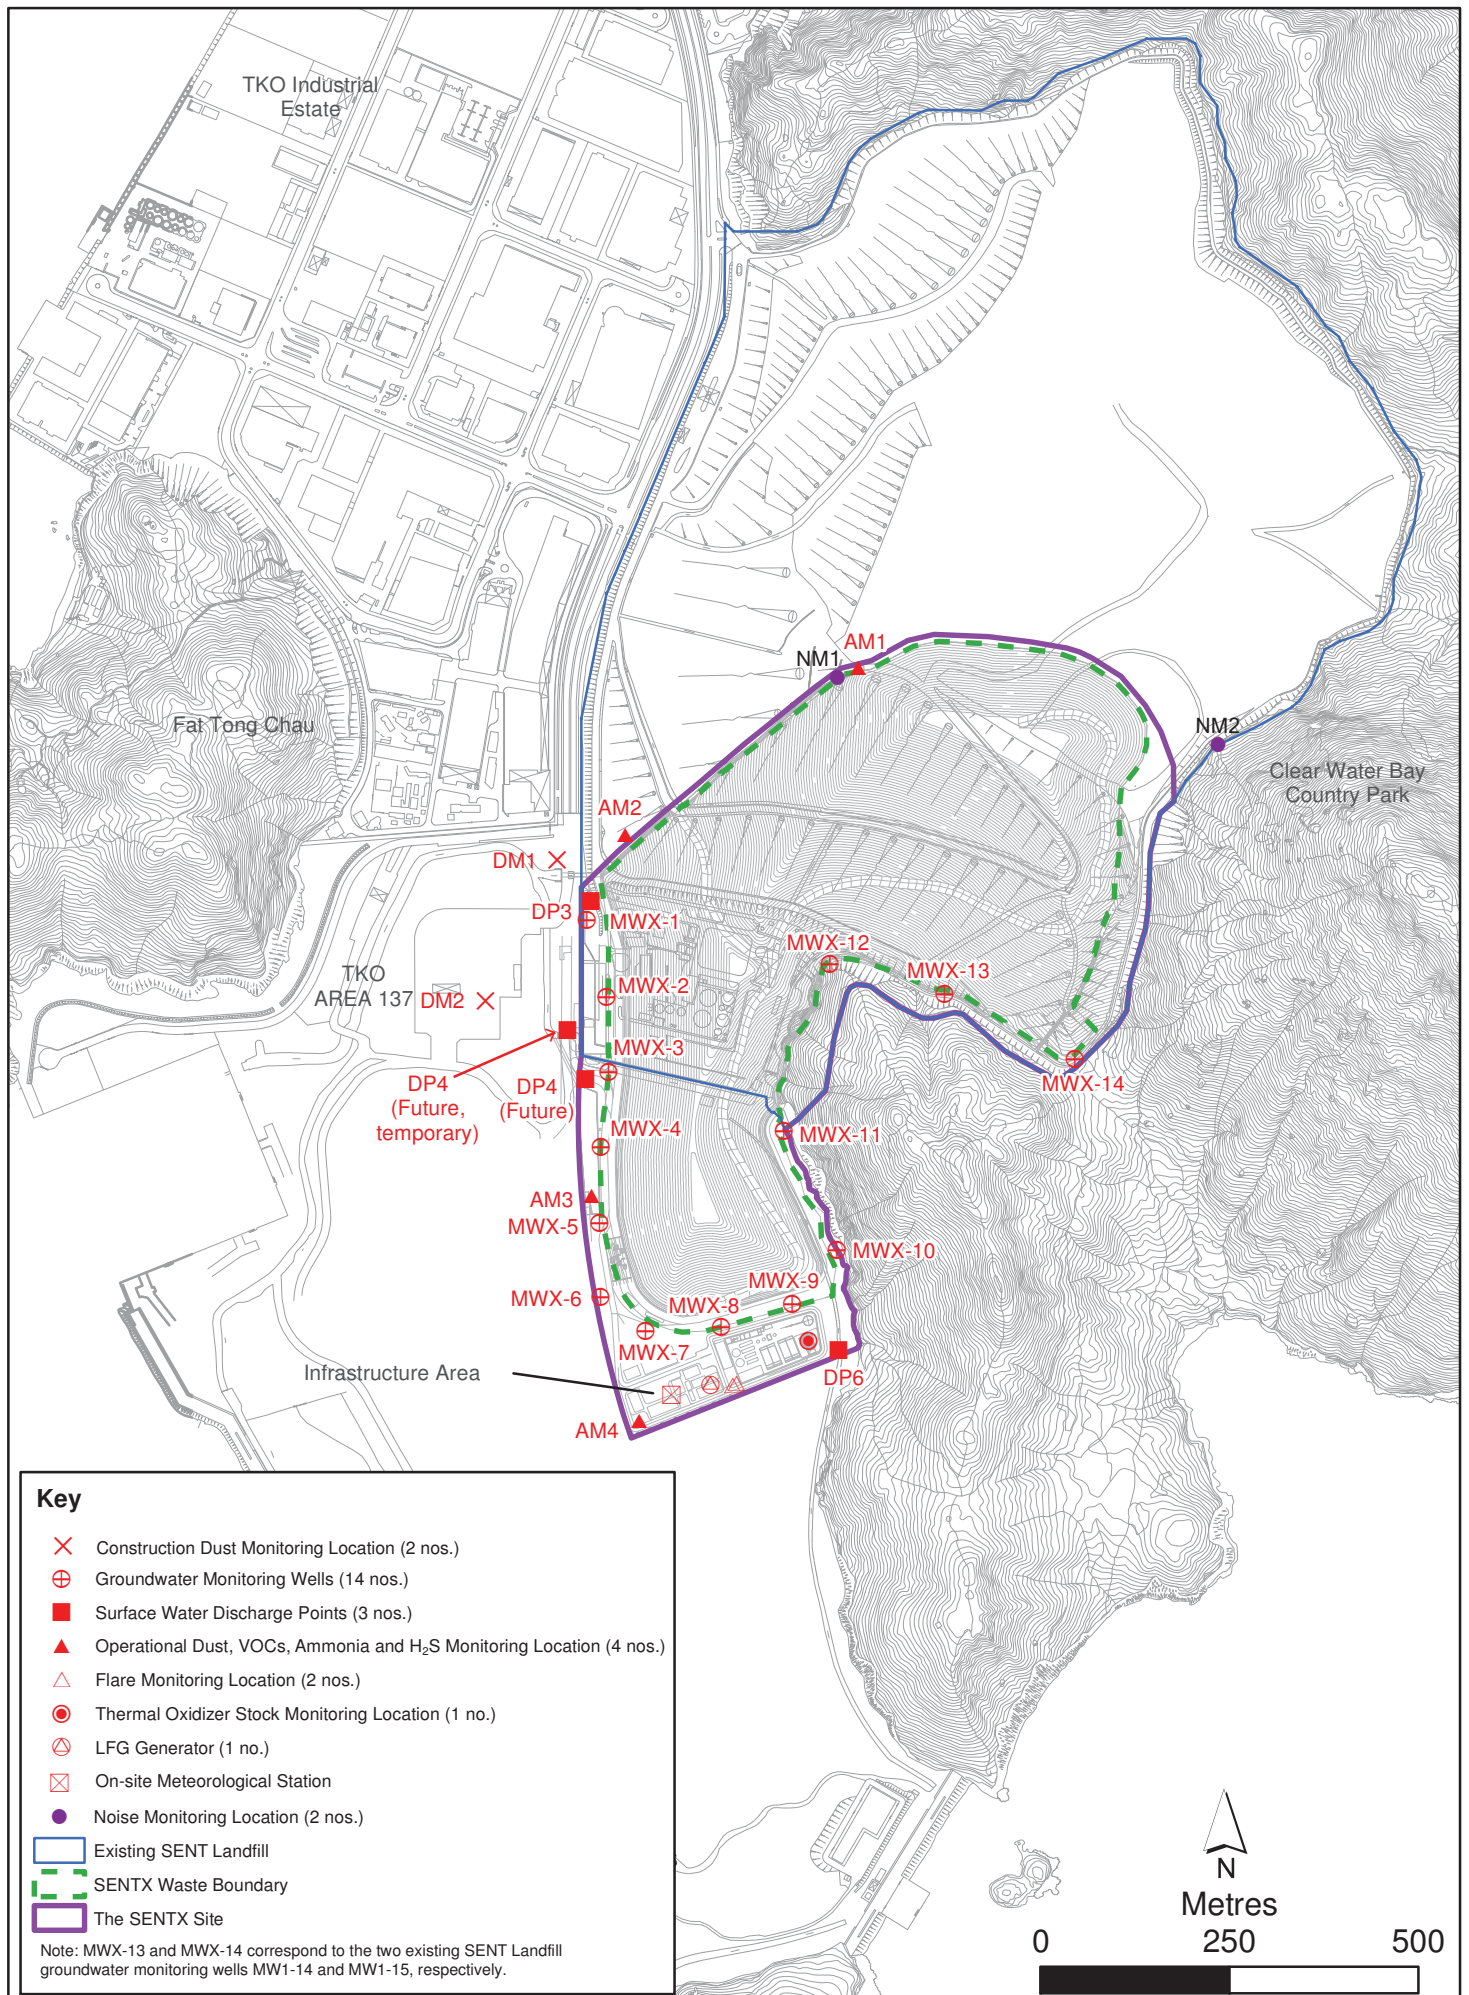 TKO Industrial
Estate
NM1
AM1
NM2
Fat Tong Chau
Clear Water Bay
Country Park
AM2
DM1
DP3
MWX-1
MWX-12
MWX-13
TKO
AREA 137
DM2
MWX-2
MWX-3
DP4
(Future,
temporary)
DP4
(Future)
MWX-14
MWX-4
MWX-11
AM3
MWX-5
MWX-10
MWX-6
MWX-9
MWX-8
MWX-7
Infrastructure Area
DP6
AM4
Key
Construction Dust Monitoring Location (2 nos.)
Groundwater Monitoring Wells (14 nos.)
Surface Water Discharge Points (3 nos.)
Operational Dust, VOCs, Ammonia and H₂S Monitoring Location (4 nos.)
Flare Monitoring Location (2 nos.)
Thermal Oxidizer Stock Monitoring Location (1 no.)
LFG Generator (1 no.)
On-site Meteorological Station
Noise Monitoring Location (2 nos.)
Existing SENT Landfill
SENTX Waste Boundary
The SENTX Site
Note: MWX-13 and MWX-14 correspond to the two existing SENT Landfill
groundwater monitoring wells MW1-14 and MW1-15, respectively.
N
Metres
0 250 500